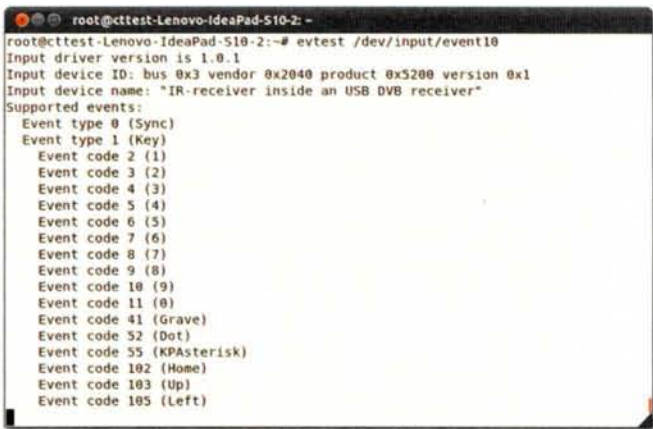 root@cttest-Lenovo-IdeaPad-S10-2: ~
root@cttest-Lenovo-IdeaPad-S10-2:~# evtest /dev/input/event10
Input driver version is 1.0.1
Input device ID: bus 0x3 vendor 0x2040 product 0x5200 version 0x1
Input device name: "IR-receiver inside an USB DVB receiver"
Supported events:
Event type 0 (Sync)
Event type 1 (Key)
Event code 2 (1)
Event code 3 (2)
Event code 4 (3)
Event code 5 (4)
Event code 6 (5)
Event code 7 (6)
Event code 8 (7)
Event code 9 (8)
Event code 10 (9)
Event code 11 (0)
Event code 41 (Grave)
Event code 52 (Dot)
Event code 55 (KPAsterisk)
Event code 102 (Home)
Event code 103 (Up)
Event code 105 (Left)